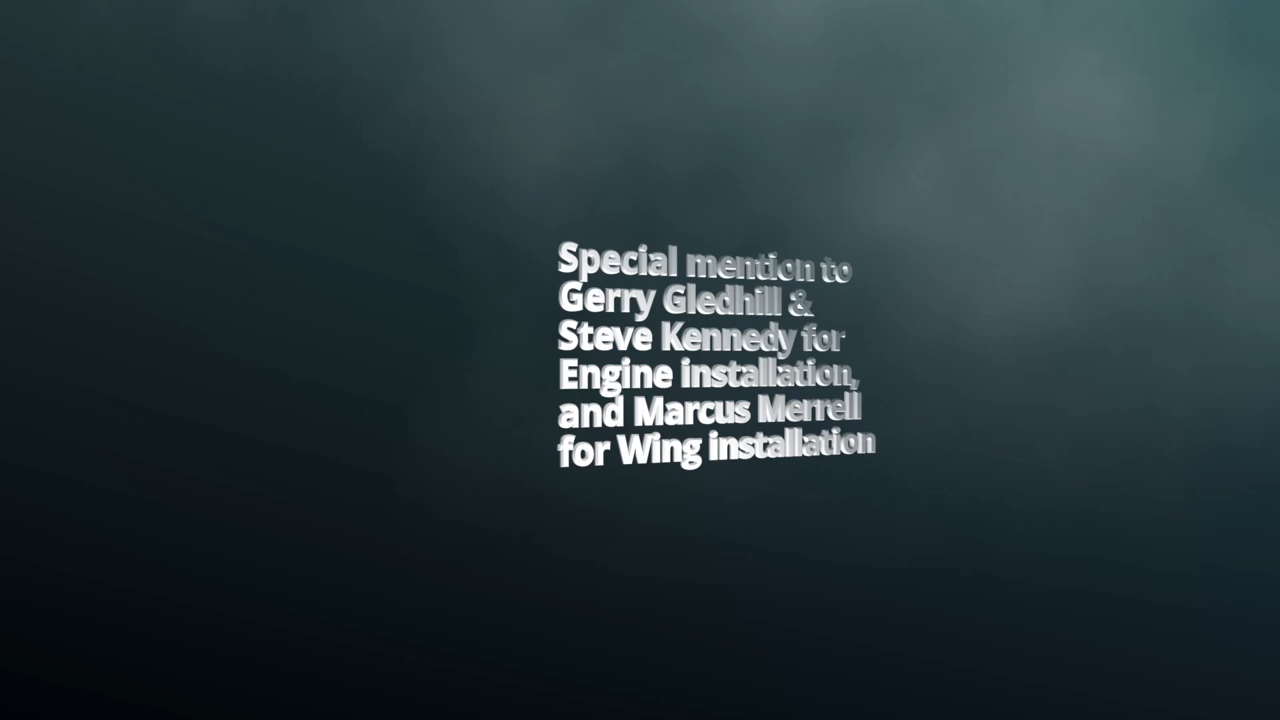 Special mention to
Gerry Gledhill &
Steve Kennedy for
Engine installation,
and Marcus Merrell
for Wing installation